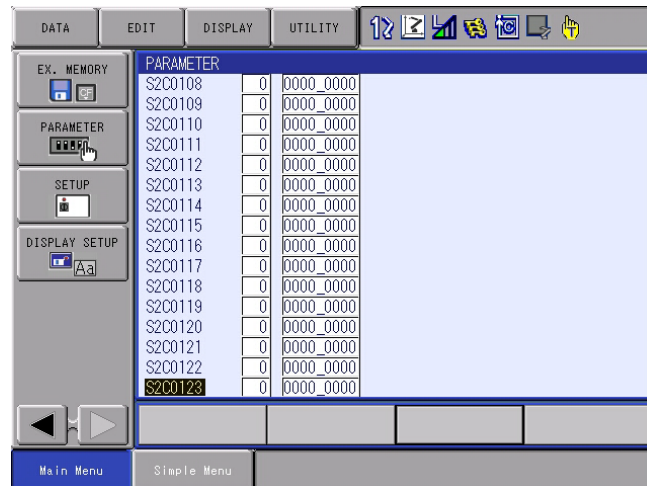 DATA EDIT DISPLAY UTILITY 12
EX. MEMORY
CF
PARAMETER
SETUP
DISPLAY SETUP
Aa
PARAMETER
S2C0108 0 0000_0000
S2C0109 0 0000_0000
S2C0110 0 0000_0000
S2C0111 0 0000_0000
S2C0112 0 0000_0000
S2C0113 0 0000_0000
S2C0114 0 0000_0000
S2C0115 0 0000_0000
S2C0116 0 0000_0000
S2C0117 0 0000_0000
S2C0118 0 0000_0000
S2C0119 0 0000_0000
S2C0120 0 0000_0000
S2C0121 0 0000_0000
S2C0122 0 0000_0000
S2C0123 0 0000_0000
Main Menu Simple Menu